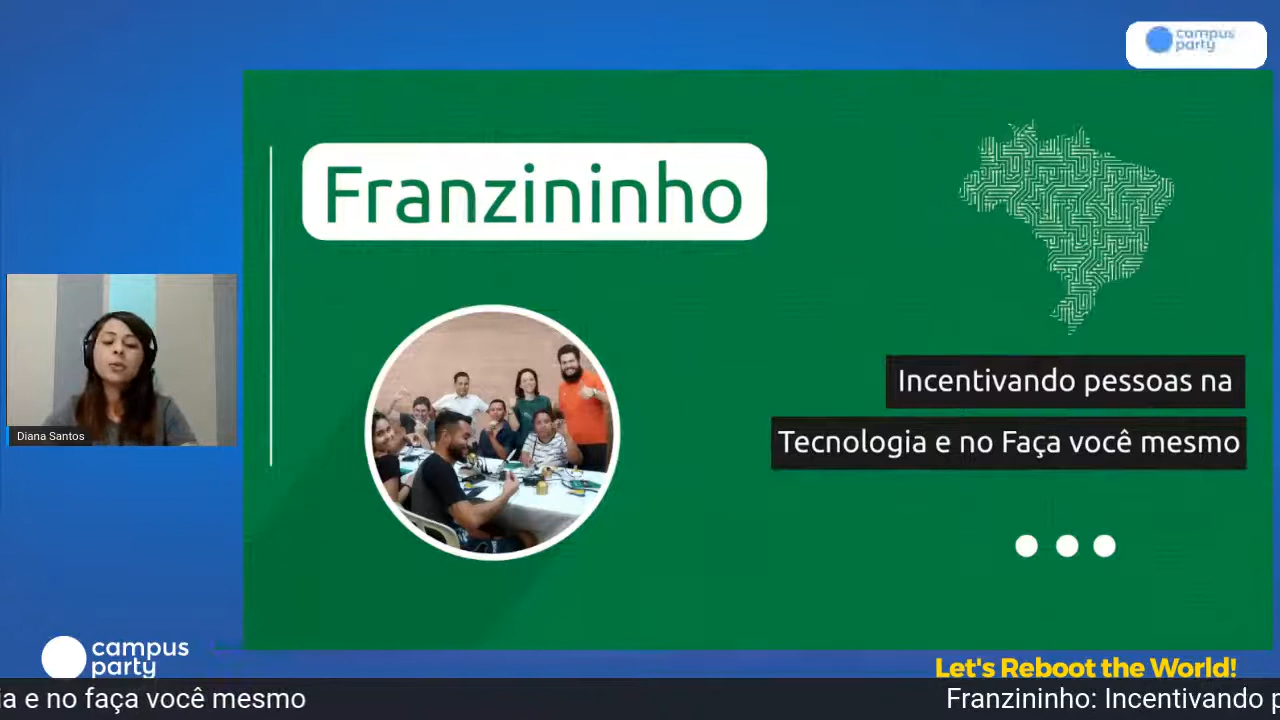 campus
party
Franzininho
Incentivando pessoas na
Tecnologia e no Faça você mesmo
Diana Santos
campus
party
Let's Reboot the World!
ia e no faça você mesmo
Franzininho: Incentivando p